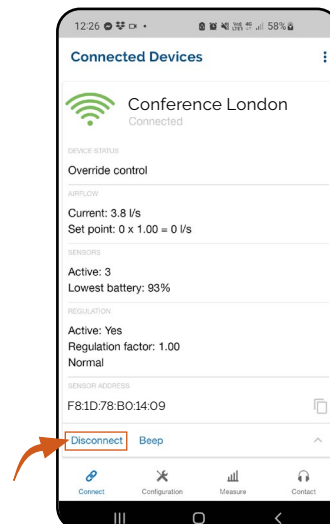 12:26
58%
Connected Devices
Conference London
Connected
DEVICE STATUS
Override control
AIRFLOW
Current: 3.8 l/s
Set point: 0 x 1.00 = 0 l/s
SENSORS
Active: 3
Lowest battery: 93%
REGULATION
Active: Yes
Regulation factor: 1.00
Normal
SENSOR ADDRESS
F8:1D:78:B0:14:09
Disconnect Beep
Connect Configuration Measure Contact